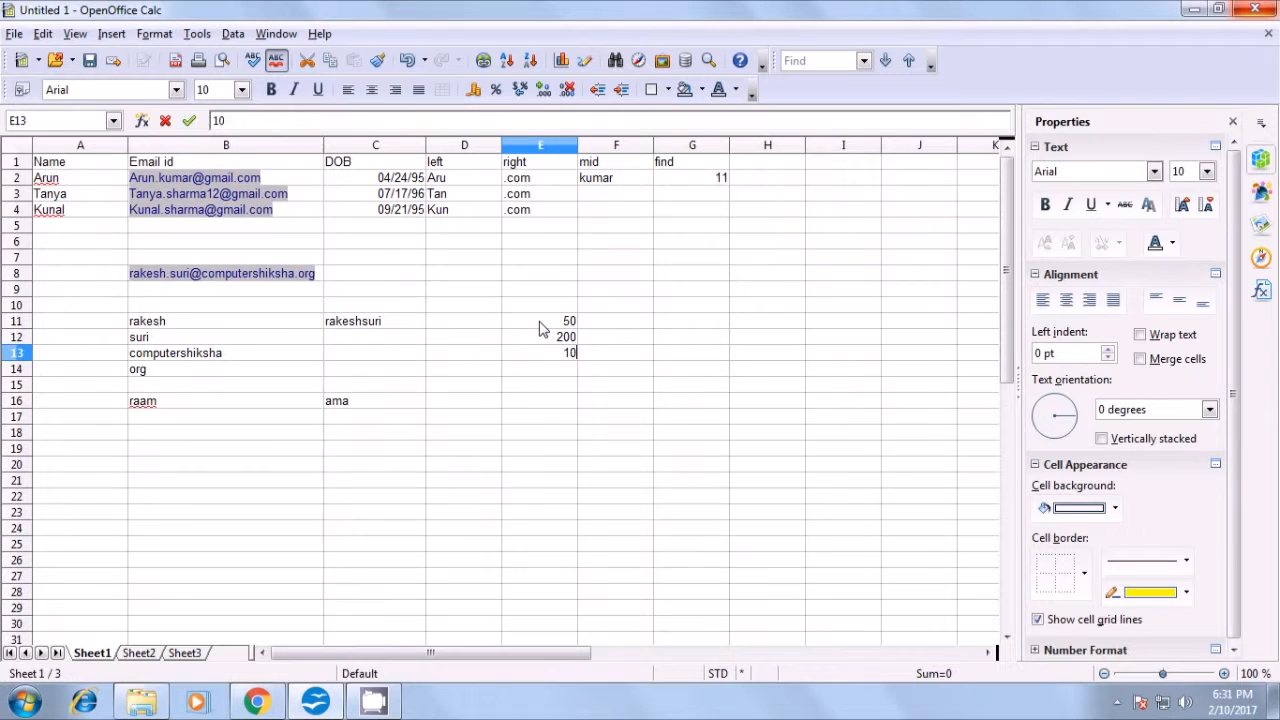 Untitled 1 - OpenOffice Calc
File Edit View Insert Format Tools Data Window Help
Find
Arial 10
E13 10
A B C D E F G H I J K
1 Name Email id DOB left right mid find
2 Arun Arun.kumar@gmail.com 04/24/95 Aru .com kumar 11
3 Tanya Tanya.sharma12@gmail.com 07/17/96 Tan .com
4 Kunal Kunal.sharma@gmail.com 09/21/95 Kun .com
5
6
7
8 rakesh.suri@computershiksha.org
9
10
11 rakesh rakeshsuri 50
12 suri 200
13 computershiksha 10
14 org
15
16 raam ama
17
18
19
20
21
22
23
24
25
26
27
28
29
30
31
Sheet1 Sheet2 Sheet3
Sheet 1 / 3 Default STD * Sum=0 100 %
Properties
Text
Arial 10
Alignment
Left indent: Wrap text
0 pt Merge cells
Text orientation:
0 degrees
Vertically stacked
Cell Appearance
Cell background:
Cell border:
Show cell grid lines
Number Format
6:31 PM
2/10/2017